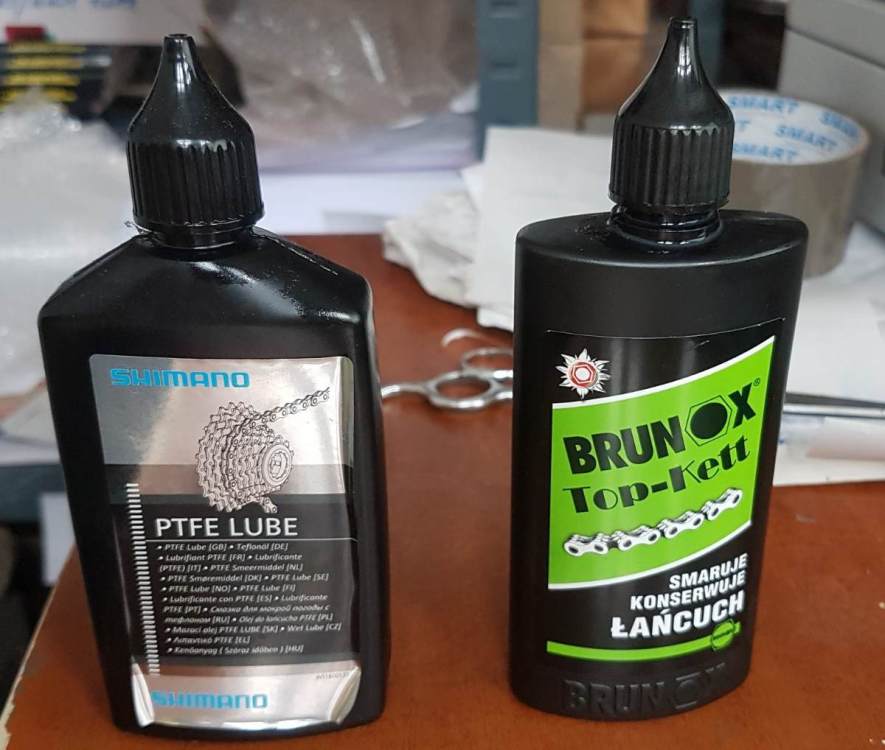 SHIMANO
PTFE LUBE
• PTFE Lube [GB] • Teflonöl [DE]
• Lubrifiant PTFE [FR] • Lubrificante
(PTFE) [IT] • PTFE Smeermiddel [NL]
• PTFE Smøremiddel [DK] • PTFE Lube [SE]
• PTFE Lube [NO] • PTFE Lube [FI]
• Lubricante con PTFE [ES] • Lubrificante
PTFE [PT] • Смазка для мокрой погоды с
тефлоном [RU] • Olej do łańcucha PTFE [PL]
• Mazací olej PTFE LUBE [SK] • Wet Lube [CZ]
• Λιπαντικό PTFE [EL]
• Kenőanyag ( Száraz időben ) [HU]
SHIMANO
BRUNOX®
Top-Kett
SMARUJE
KONSERWUJE
ŁAŃCUCH
BRUNOX
SMART
SMART
SMART